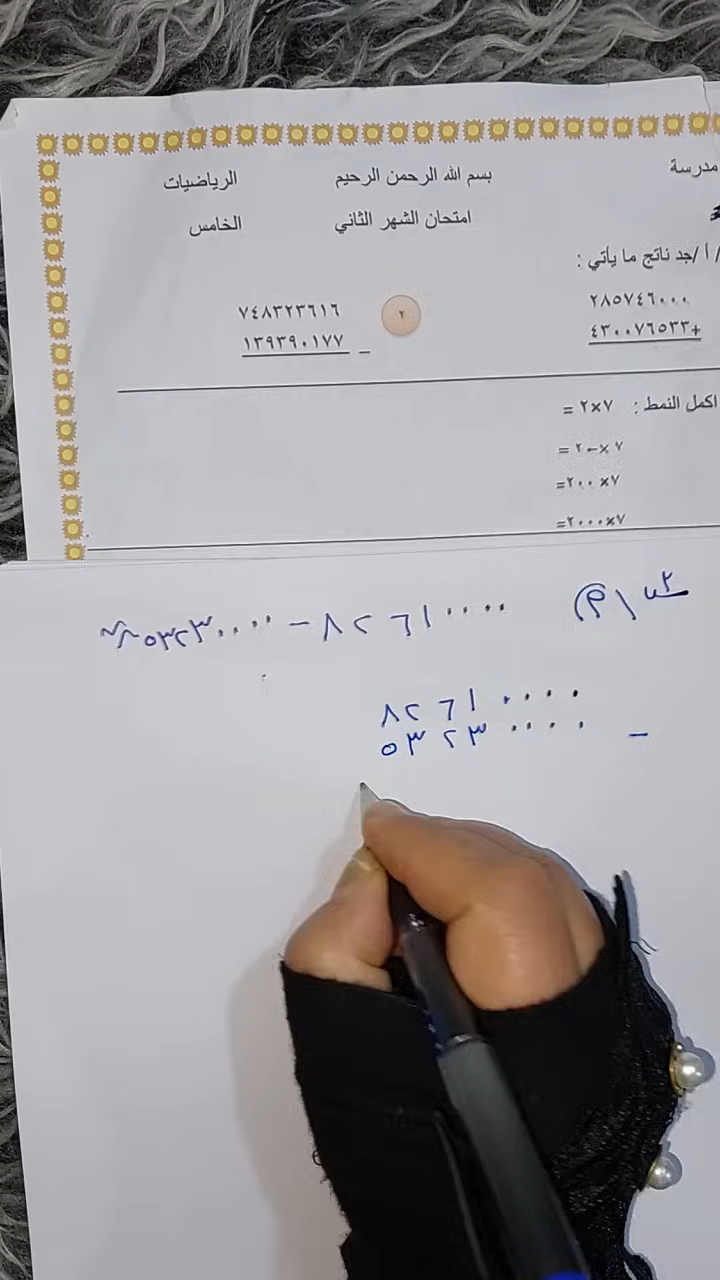 مدرسة بسم الله الرحمن الرحيم الرياضيات
امتحان الشهر الثاني الخامس
أ /جد ناتج ما يأتي :
٢٨٥٧٤٦٠٠٠ ٧٤٨٣٢٣٦١٦
٤٣٠٠٧٦٥٣٣+ ٢ ١٣٩٣٩٠١٧٧ −
اكمل النمط : ٧×٢ =
٧ ×٢٠ =
٧× ٢٠٠=
٧×٢٠٠٠=
٨٢٦١٠٠٠٠ − ٥٣٢٣٠٠٠٠
٨٢٦١٠٠٠٠
٥٣٢٣٠٠٠٠ −